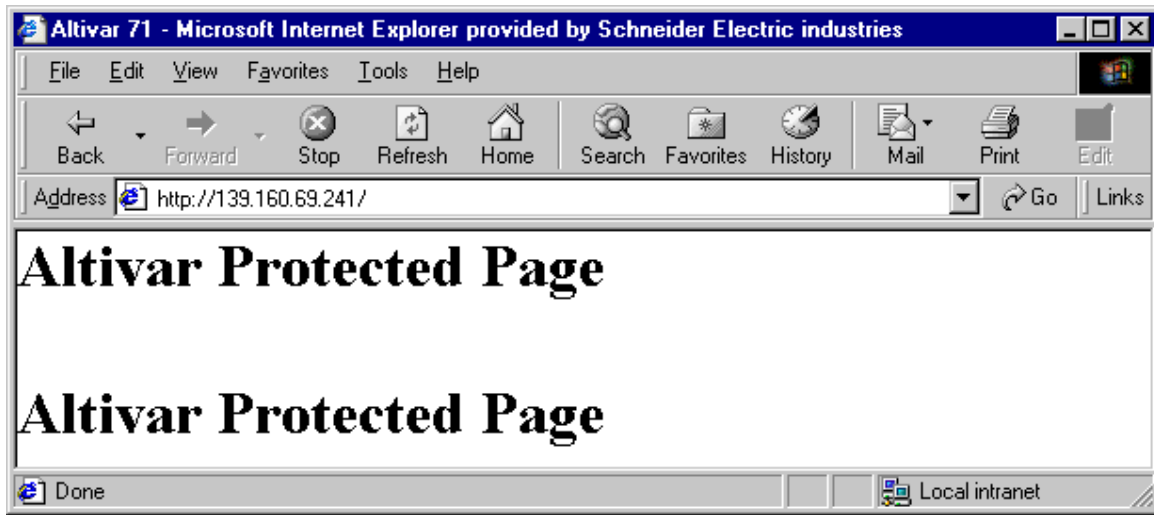 Altivar 71 - Microsoft Internet Explorer provided by Schneider Electric industries
File Edit View Favorites Tools Help
Back Forward Stop Refresh Home Search Favorites History Mail Print Edit
Address http://139.160.69.241/ Go Links
Altivar Protected Page
Altivar Protected Page
Done Local intranet